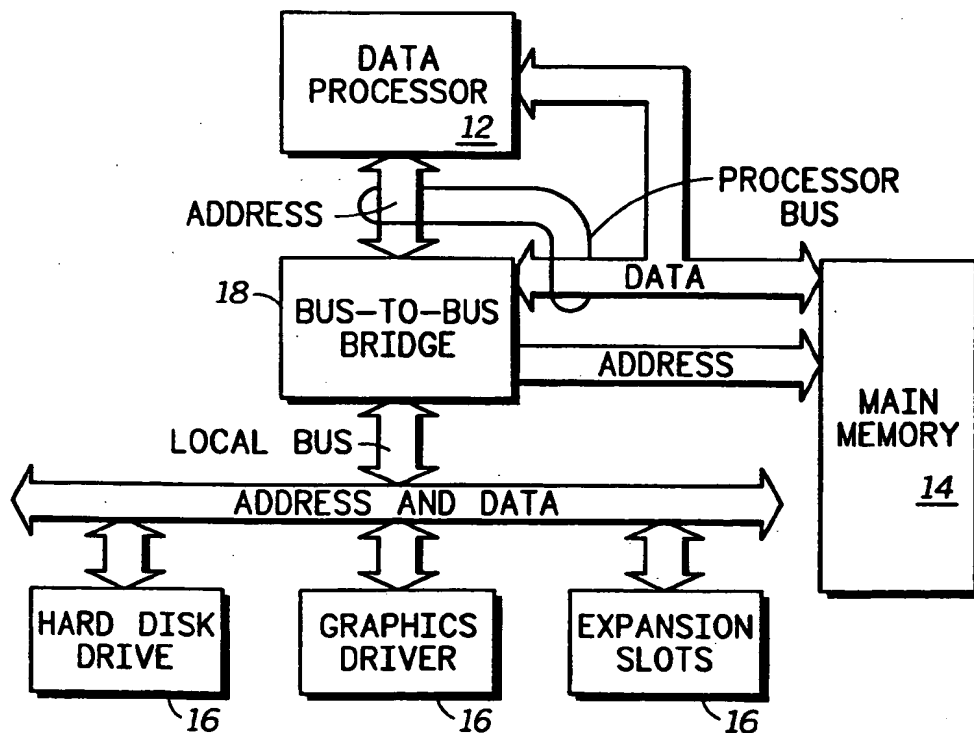 DATA
PROCESSOR
12
ADDRESS
PROCESSOR
BUS
18
BUS-TO-BUS
BRIDGE
DATA
ADDRESS
MAIN
MEMORY
14
LOCAL BUS
ADDRESS AND DATA
HARD DISK
DRIVE
16
GRAPHICS
DRIVER
16
EXPANSION
SLOTS
16